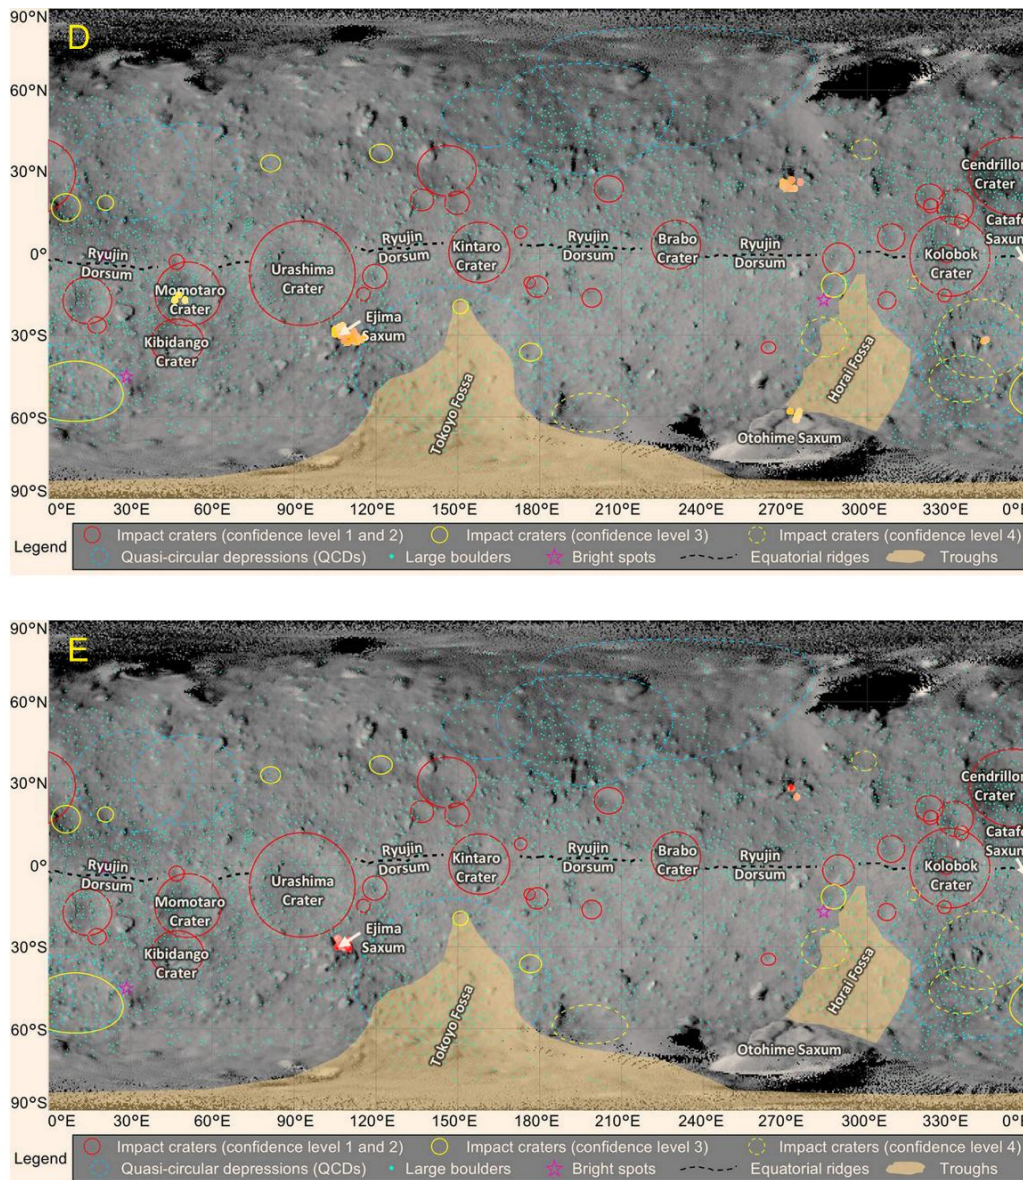 D
90°N
60°N
30°N
0°
30°S
60°S
90°S
Cendrillon
Crater
Catafo
Saxum
Ryujin
Dorsum
Ryujin
Dorsum
Kintaro
Crater
Ryujin
Dorsum
Brabo
Crater
Ryujin
Dorsum
Kolobok
Crater
Urashima
Crater
Momotaro
Crater
Kibidango
Crater
Ejima
Saxum
Tokoyo Fossa
Horai Fossa
Otohime Saxum
0°E 30°E 60°E 90°E 120°E 150°E 180°E 210°E 240°E 270°E 300°E 330°E 0°E
Legend
Impact craters (confidence level 1 and 2) Impact craters (confidence level 3) Impact craters (confidence level 4)
Quasi-circular depressions (QCDs) Large boulders Bright spots Equatorial ridges Troughs
E
90°N
60°N
30°N
0°
30°S
60°S
90°S
Cendrillon
Crater
Catafo
Saxum
Ryujin
Dorsum
Ryujin
Dorsum
Kintaro
Crater
Ryujin
Dorsum
Brabo
Crater
Ryujin
Dorsum
Kolobok
Crater
Urashima
Crater
Momotaro
Crater
Kibidango
Crater
Ejima
Saxum
Tokoyo Fossa
Horai Fossa
Otohime Saxum
0°E 30°E 60°E 90°E 120°E 150°E 180°E 210°E 240°E 270°E 300°E 330°E 0°E
Legend
Impact craters (confidence level 1 and 2) Impact craters (confidence level 3) Impact craters (confidence level 4)
Quasi-circular depressions (QCDs) Large boulders Bright spots Equatorial ridges Troughs